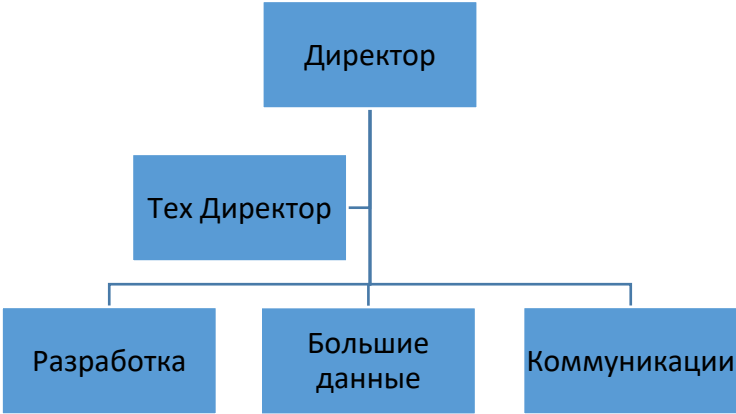 Директор
Тех Директор
Разработка
Большие
данные
Коммуникации